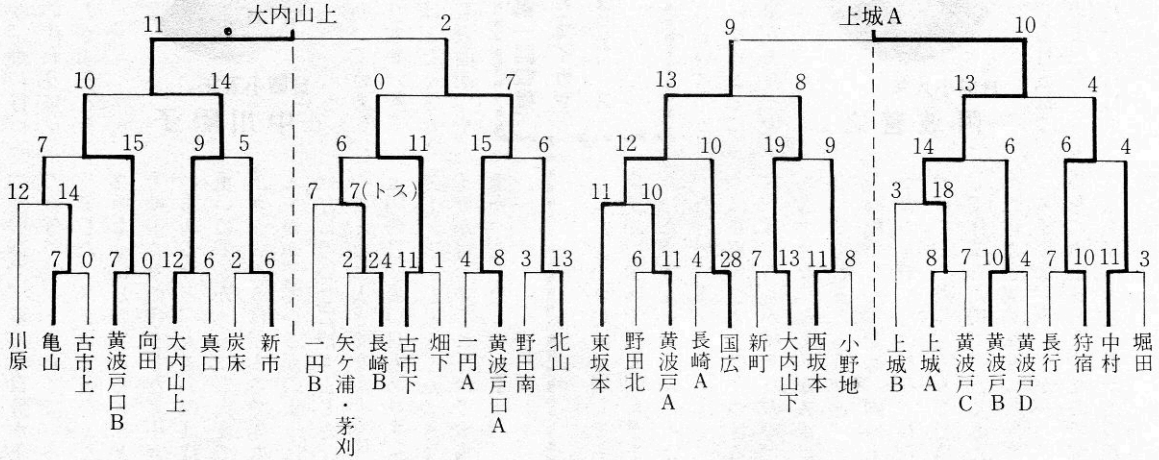 大内山上
上城A
11
2
9
10
10
14
0
7
13
8
13
4
7
15
9
5
6
11
15
6
12
10
19
9
14
6
6
4
12
14
7
7(トス)
11
10
3
18
7
0
7
0
12
6
2
6
2
24
11
1
4
8
3
13
6
11
4
28
7
13
11
8
8
7
10
4
7
10
11
3
川原
亀山
古市上
黄波戸口B
向田
大内山上
真口
炭床
新市
一円B
矢ケ浦・茅刈
長崎B
古市下
畑下
一円A
黄波戸口A
野田南
北山
東坂本
野田北
黄波戸A
長崎A
国広
新町
大内山下
西坂本
小野地
上城B
上城A
黄波戸C
黄波戸B
黄波戸D
長行
狩宿
中村
堀田